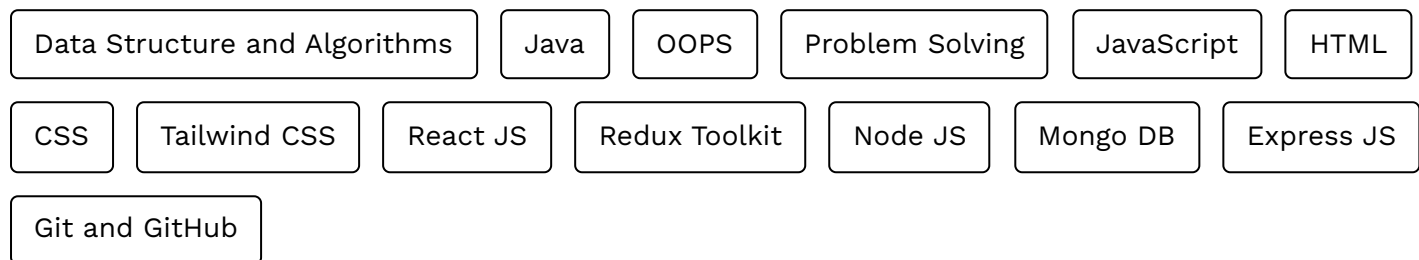 Data Structure and Algorithms Java OOPS Problem Solving JavaScript HTML
CSS Tailwind CSS React JS Redux Toolkit Node JS Mongo DB Express JS
Git and GitHub